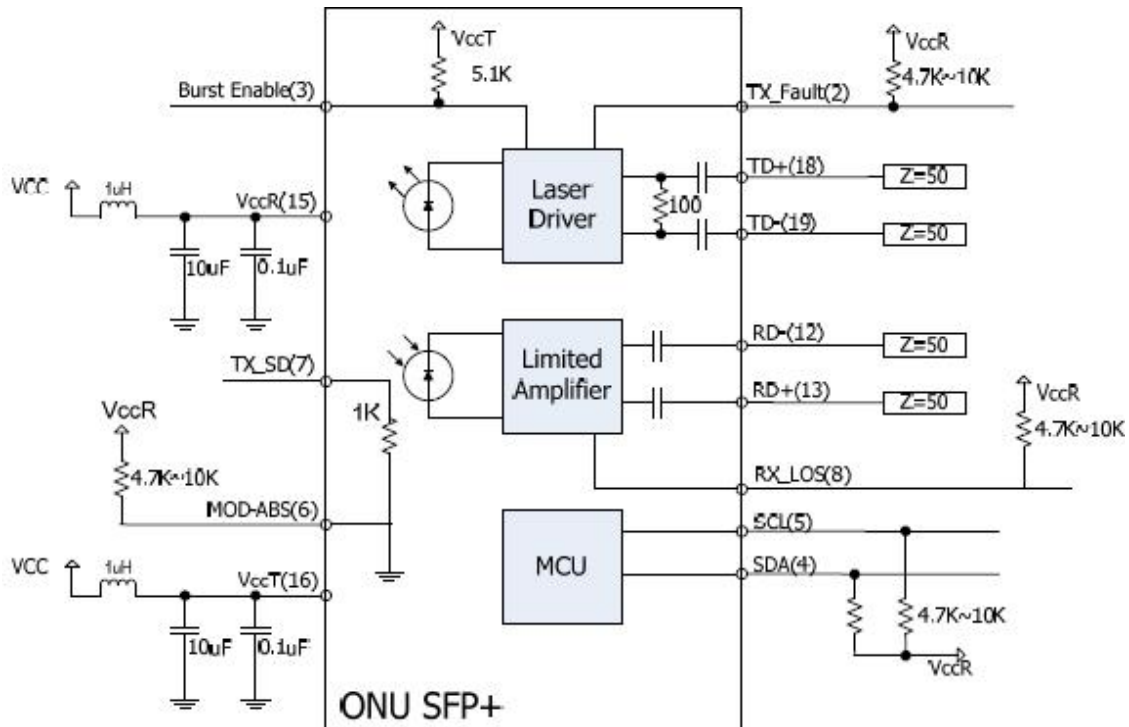 VccT
5.1K
Burst Enable(3)
VccR
4.7K~10K
TX_Fault(2)
Laser
Driver
TD+(18)
Z=50
100
TD-(19)
Z=50
VCC
1uH
VccR(15)
10uF
0.1uF
Limited
Amplifier
RD-(12)
Z=50
RD+(13)
Z=50
TX_SD(7)
1K
VccR
4.7K~10K
MOD-ABS(6)
VccR
4.7K~10K
RX_LOS(8)
MCU
SCL(5)
SDA(4)
4.7K~10K
VccR
VCC
1uH
VccT(16)
10uF
0.1uF
ONU SFP+